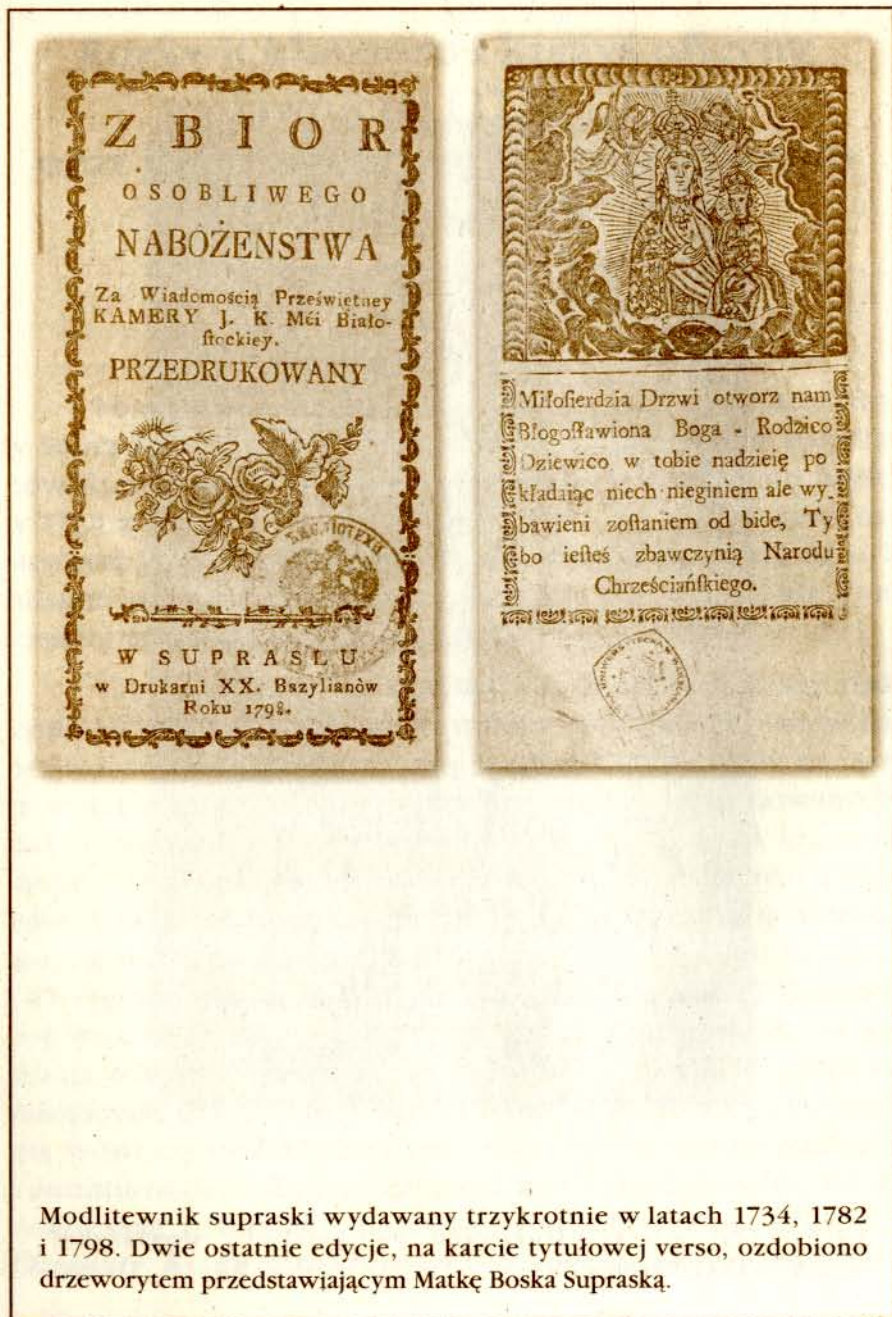 Z B I O R
OSOBLIWEGO
NABOŻENSTWA
Za Wiadomością Prześwietney
KAMERY J. K. Mći Biało-
ſtockiey.
PRZEDRUKOWANY
W SUPRASLU
w Drukarni XX. Bazylianów
Roku 1798.
Miłoſierdzia Drzwi otworz nam
Błogoſławiona Boga - Rodzico
Dziewico w tobie nadzieię po
kładaiąc niech nieginiem ale wy-
bawieni zoſtaniem od bide, Ty
bo ieſteś zbawczynią Narodu
Chrześciańſkiego.
Modlitewnik supraski wydawany trzykrotnie w latach 1734, 1782
i 1798. Dwie ostatnie edycje, na karcie tytułowej verso, ozdobiono
drzeworytem przedstawiającym Matkę Boska Supraską.